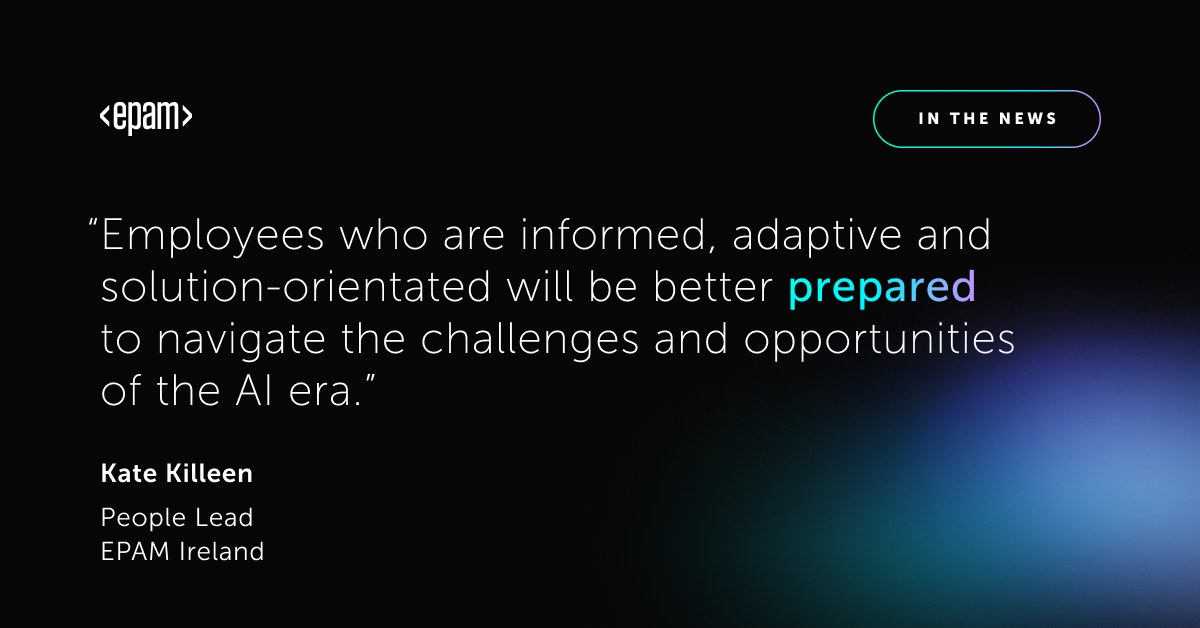 <epam>
IN THE NEWS
“Employees who are informed, adaptive and
solution-orientated will be better prepared
to navigate the challenges and opportunities
of the AI era.”
Kate Killeen
People Lead
EPAM Ireland